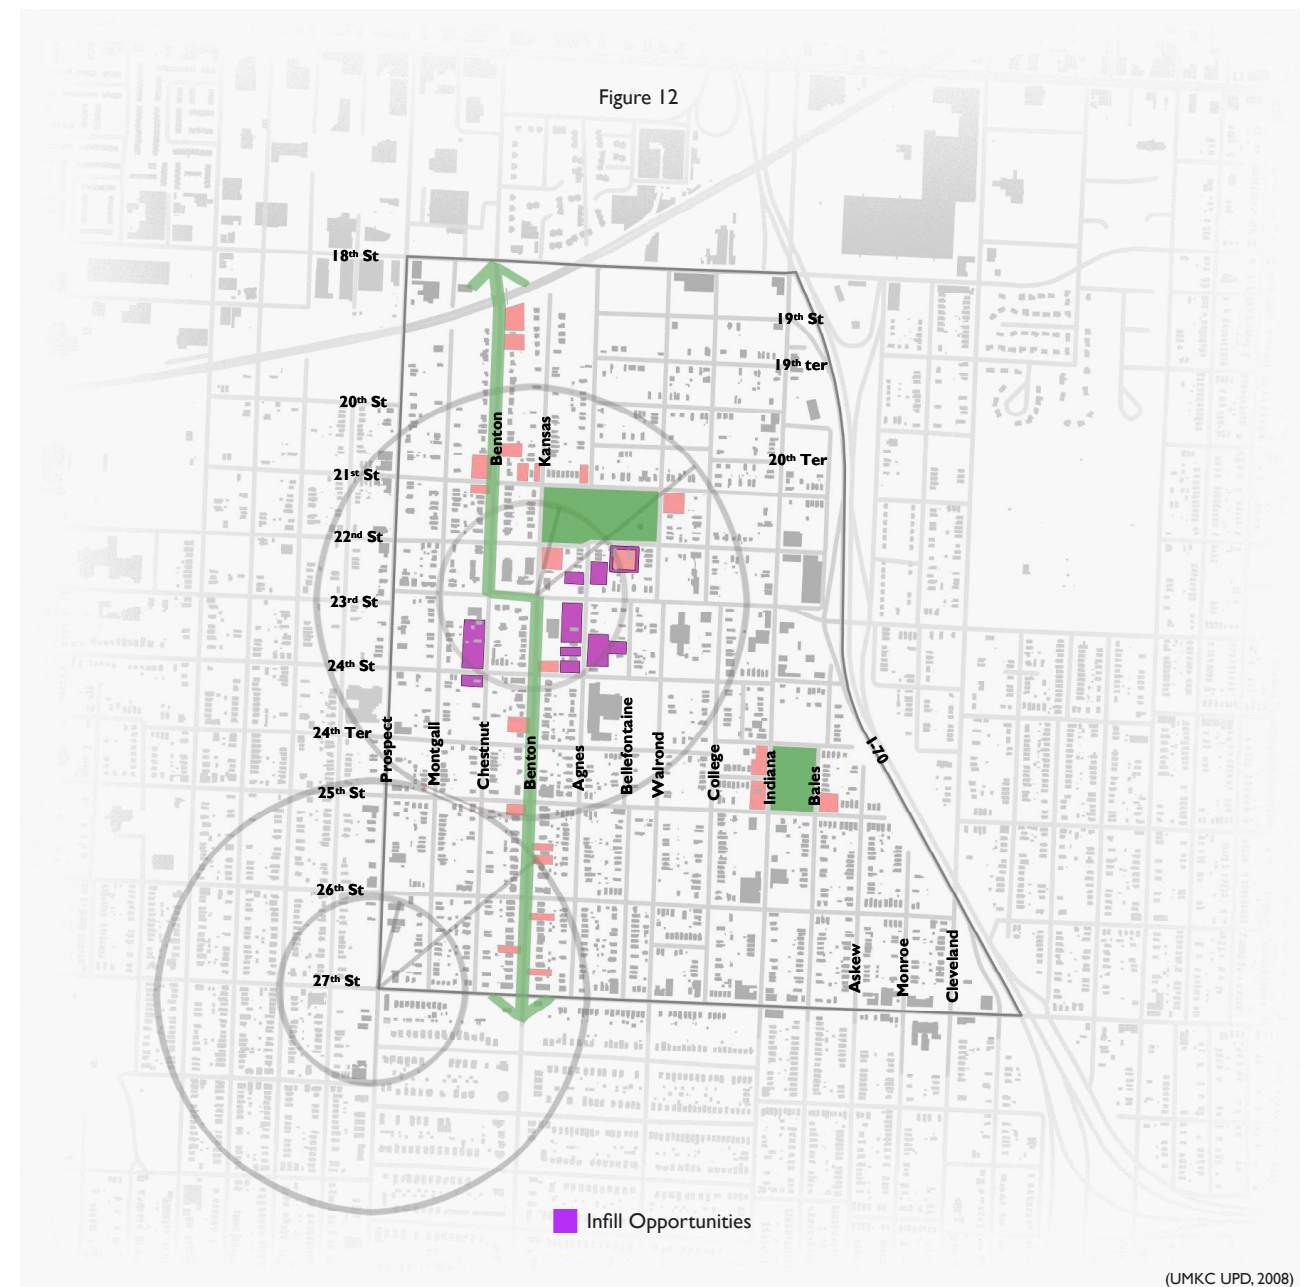 Figure 12
18th St
19th St
19th ter
20th St
Benton
Kansas
20th Ter
21st St
22nd St
23rd St
24th St
24th Ter
Prospect
Montgall
Chestnut
Benton
Agnes
Bellefontaine
Walrond
College
Indiana
Bales
I-70
25th St
26th St
27th St
Askew
Monroe
Cleveland
Infill Opportunities
(UMKC UPD, 2008)